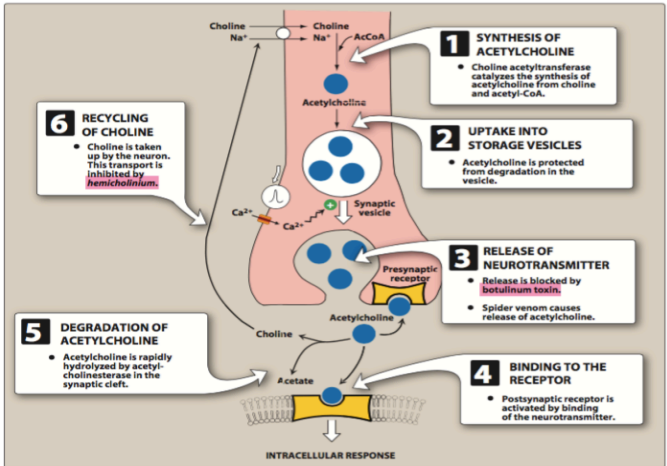 Choline
Choline
Na⁺
Na⁺
AcCoA
1
SYNTHESIS OF
ACETYLCHOLINE
• Choline acetyltransferase
catalyzes the synthesis of
acetylcholine from choline
and acetyl-CoA.
Acetylcholine
2
UPTAKE INTO
STORAGE VESICLES
• Acetylcholine is protected
from degradation in the
vesicle.
6
RECYCLING
OF CHOLINE
• Choline is taken
up by the neuron.
This transport is
inhibited by
hemicholinium.
Ca²⁺
Ca²⁺
+
Synaptic
vesicle
3
RELEASE OF
NEUROTRANSMITTER
• Release is blocked by
botulinum toxin.
• Spider venom causes
release of acetylcholine.
Presynaptic
receptor
Acetylcholine
5
DEGRADATION OF
ACETYLCHOLINE
• Acetylcholine is rapidly
hydrolyzed by acetyl-
cholinesterase in the
synaptic cleft.
Choline
Acetate
4
BINDING TO THE
RECEPTOR
• Postsynaptic receptor is
activated by binding
of the neurotransmitter.
INTRACELLULAR RESPONSE